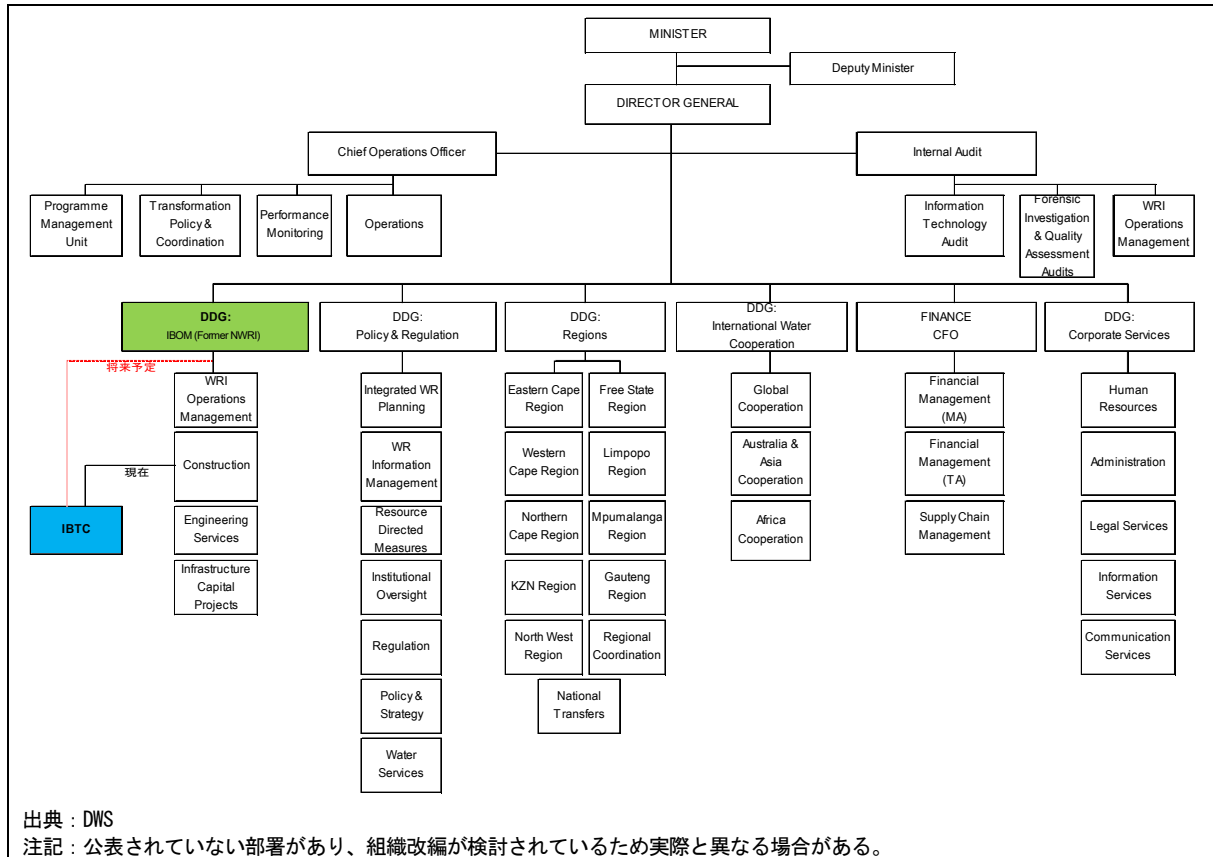 MINISTER
Deputy Minister
DIRECTOR GENERAL
Chief Operations Officer
Internal Audit
Programme
Management
Unit
Transformation
Policy &
Coordination
Performance
Monitoring
Operations
Information
Technology
Audit
Forensic
Investigation
& Quality
Assessment
Audits
WRI
Operations
Management
DDG:
IBOM (Former NWRI)
DDG:
Policy & Regulation
DDG:
Regions
DDG:
International Water
Cooperation
FINANCE
CFO
DDG:
Corporate Services
将来予定
現在
IBTC
WRI
Operations
Management
Construction
Engineering
Services
Infrastructure
Capital
Projects
Integrated WR
Planning
WR
Information
Management
Resource
Directed
Measures
Institutional
Oversight
Regulation
Policy &
Strategy
Water
Services
Eastern Cape
Region
Western
Cape Region
Northern
Cape Region
KZN Region
North West
Region
Free State
Region
Limpopo
Region
Mpumalanga
Region
Gauteng
Region
Regional
Coordination
National
Transfers
Global
Cooperation
Australia &
Asia
Cooperation
Africa
Cooperation
Financial
Management
(MA)
Financial
Management
(TA)
Supply Chain
Management
Human
Resources
Administration
Legal Services
Information
Services
Communication
Services
出典：DWS
注記：公表されていない部署があり、組織改編が検討されているため実際と異なる場合がある。